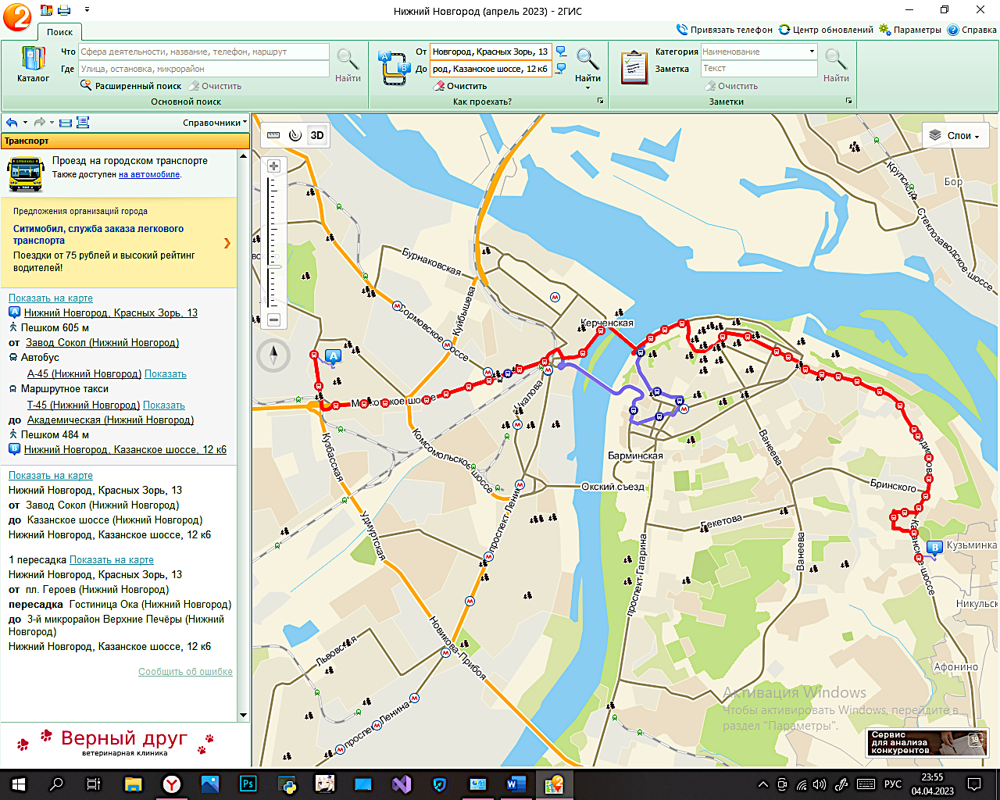 Нижний Новгород (апрель 2023) - 2ГИС
Поиск
Привязать телефон
Центр обновлений
Параметры
Справка
Каталог
Что
Сфера деятельности, название, телефон, маршрут
Где
Улица, остановка, микрорайон
Расширенный поиск
Очистить
Найти
Основной поиск
От
Новгород, Красных Зорь, 13
До
род, Казанское шоссе, 12 к6
Очистить
Найти
Как проехать?
Категория
Наименование
Заметка
Текст
Очистить
Найти
Заметки
Справочники
Транспорт
Проезд на городском транспорте
Также доступен на автомобиле.
Предложения организаций города
Ситимобил, служба заказа легкового
транспорта
Поездки от 75 рублей и высокий рейтинг
водителей!
Показать на карте
A Нижний Новгород, Красных Зорь, 13
Пешком 605 м
от Завод Сокол (Нижний Новгород)
Автобус
А-45 (Нижний Новгород) Показать
Маршрутное такси
Т-45 (Нижний Новгород) Показать
до Академическая (Нижний Новгород)
Пешком 484 м
B Нижний Новгород, Казанское шоссе, 12 к6
Показать на карте
Нижний Новгород, Красных Зорь, 13
от Завод Сокол (Нижний Новгород)
до Казанское шоссе (Нижний Новгород)
Нижний Новгород, Казанское шоссе, 12 к6
1 пересадка Показать на карте
Нижний Новгород, Красных Зорь, 13
от пл. Героев (Нижний Новгород)
пересадка Гостиница Ока (Нижний Новгород)
до 3-й микрорайон Верхние Печёры (Нижний
Новгород)
Нижний Новгород, Казанское шоссе, 12 к6
Сообщить об ошибке
Верный друг
ветеринарная клиника
3D
Слои
Бор
Крупской
Стеклозаводское шоссе
Бурнаковская
Куйбышева
Сормовское шоссе
Керченская
A
Чкалова
Кузбасская
Комсомольское шоссе
Ванеева
Барминская
Окский съезд
Бринского
проспект Ленина
Удмуртская
Бекетова
Ванеева
проспект Гагарина
B
Кузьминка
Никульск
Новикова-Прибоя
Львовская
проспект Ленина
Афонино
Активация Windows
Чтобы активировать Windows, перейдите в
раздел "Параметры".
Сервис
для анализа
конкурентов
18+
РУС
23:55
04.04.2023